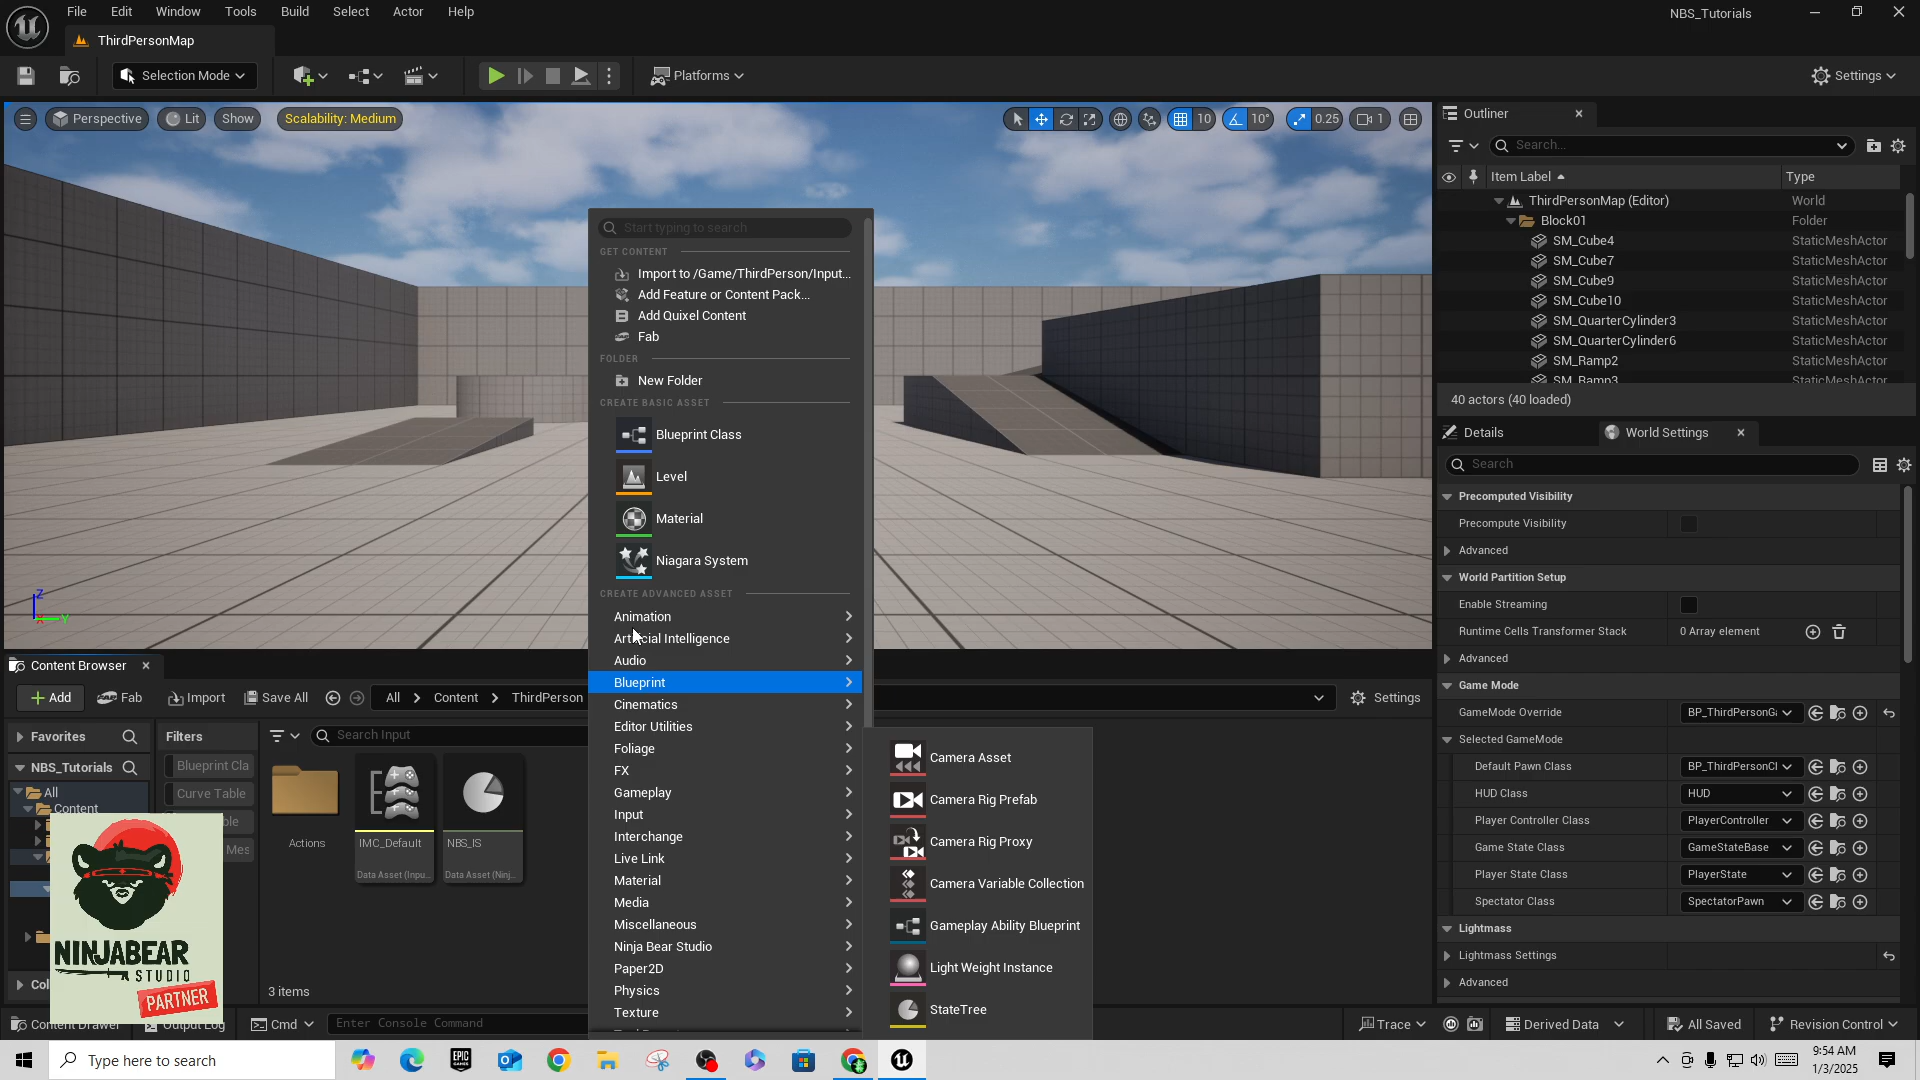 File Edit Window Tools Build Select Actor Help
NBS_Tutorials
ThirdPersonMap
Selection Mode
Platforms
Settings
Perspective
Lit
Show
Scalability: Medium
10
10°
0.25
1
Outliner
Search...
Item Label
Type
ThirdPersonMap (Editor) World
Block01 Folder
SM_Cube4 StaticMeshActor
SM_Cube7 StaticMeshActor
SM_Cube9 StaticMeshActor
SM_Cube10 StaticMeshActor
SM_QuarterCylinder3 StaticMeshActor
SM_QuarterCylinder6 StaticMeshActor
SM_Ramp2 StaticMeshActor
SM_Ramp3 StaticMeshActor
40 actors (40 loaded)
Details
World Settings
Search
Precomputed Visibility
Precompute Visibility
Advanced
World Partition Setup
Enable Streaming
Runtime Cells Transformer Stack 0 Array element
Advanced
Game Mode
GameMode Override BP_ThirdPersonGa
Selected GameMode
Default Pawn Class BP_ThirdPersonCl
HUD Class HUD
Player Controller Class PlayerController
Game State Class GameStateBase
Player State Class PlayerState
Spectator Class SpectatorPawn
Lightmass
Lightmass Settings
Advanced
Start typing to search
GET CONTENT
Import to /Game/ThirdPerson/Input...
Add Feature or Content Pack...
Add Quixel Content
Fab
FOLDER
New Folder
CREATE BASIC ASSET
Blueprint Class
Level
Material
Niagara System
CREATE ADVANCED ASSET
Animation
Artificial Intelligence
Audio
Blueprint
Cinematics
Editor Utilities
Foliage
FX
Gameplay
Input
Interchange
Live Link
Material
Media
Miscellaneous
Ninja Bear Studio
Paper2D
Physics
Texture
Camera Asset
Camera Rig Prefab
Camera Rig Proxy
Camera Variable Collection
Gameplay Ability Blueprint
Light Weight Instance
StateTree
Z
Y
Content Browser
Add
Fab
Import
Save All
All
Content
ThirdPerson
Settings
Favorites
NBS_Tutorials
All
Content
Filters
Blueprint Cla
Curve Table
Mes
Search Input
Actions
IMC_Default
Data Asset (Inpu...
NBS_IS
Data Asset (Ninj...
3 items
NINJABEAR
STUDIO
PARTNER
Content Drawer
Output Log
Cmd
Enter Console Command
Trace
Derived Data
All Saved
Revision Control
Type here to search
EPIC
GAMES
9:54 AM
1/3/2025